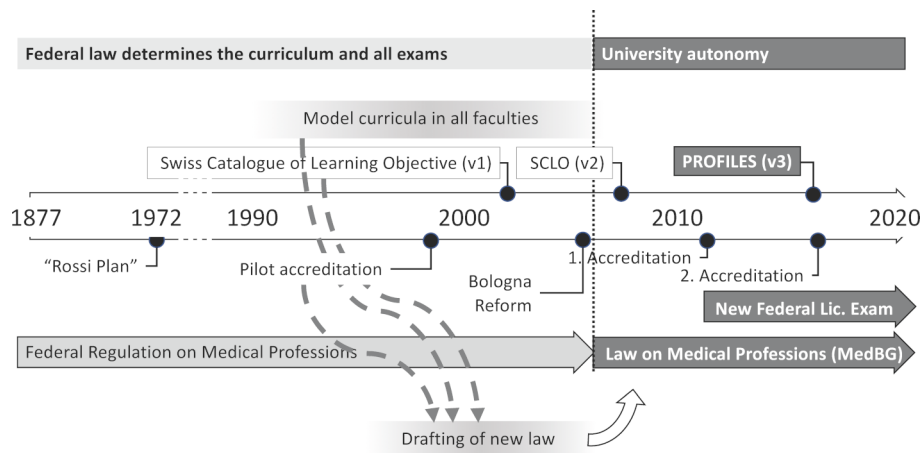 Federal law determines the curriculum and all exams
University autonomy
Model curricula in all faculties
Swiss Catalogue of Learning Objective (v1)
SCLO (v2)
PROFILES (v3)
1877
1972
1990
2000
2010
2020
“Rossi Plan”
Pilot accreditation
Bologna
Reform
1. Accreditation
2. Accreditation
New Federal Lic. Exam
Federal Regulation on Medical Professions
Law on Medical Professions (MedBG)
Drafting of new law